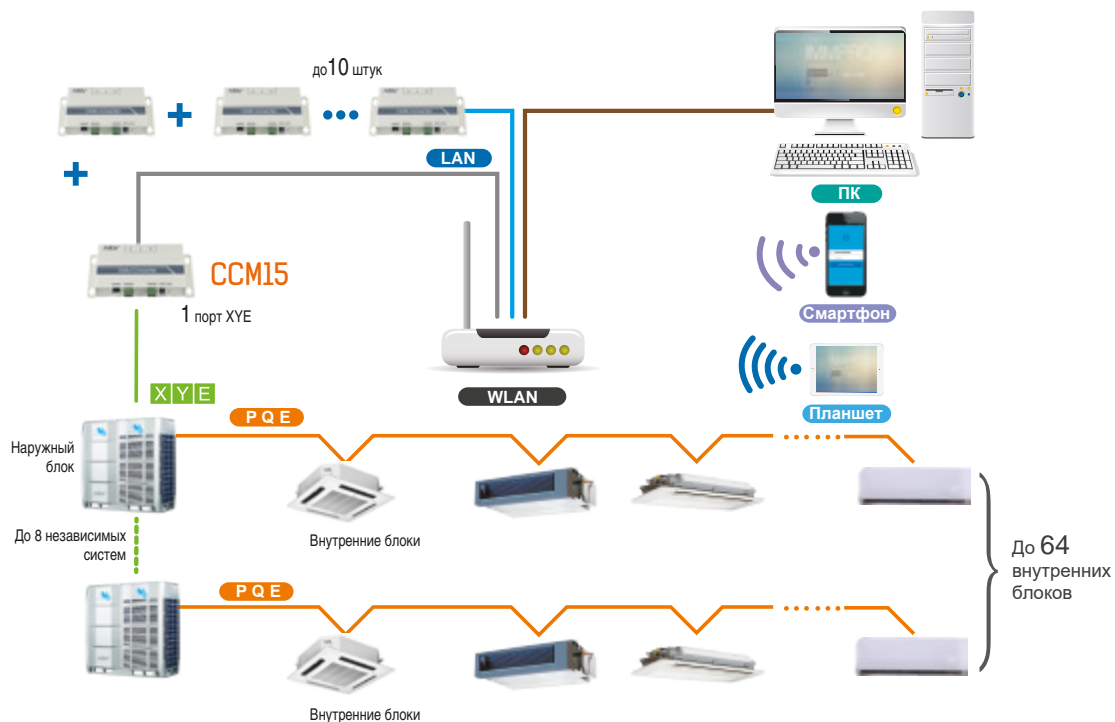 до10 штук
LAN
ПК
CCM15
1 порт XYE
Смартфон
WLAN
Планшет
X Y E
P Q E
Наружный
блок
Внутренние блоки
До 8 независимых
систем
До 64
внутренних
блоков
P Q E
Внутренние блоки